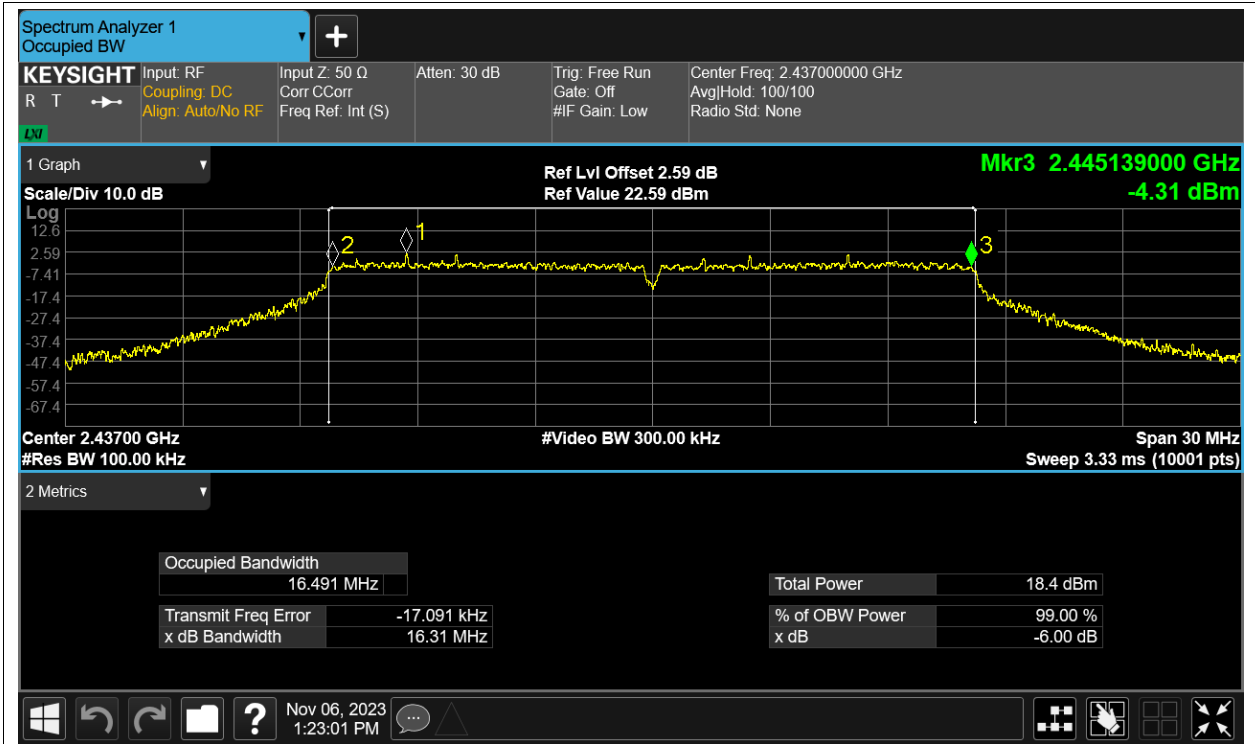 Spectrum Analyzer 1
Occupied BW
KEYSIGHT
R T
LXI
Input: RF
Coupling: DC
Align: Auto/No RF
Input Z: 50 Ω
Corr CCorr
Freq Ref: Int (S)
Atten: 30 dB
Trig: Free Run
Gate: Off
#IF Gain: Low
Center Freq: 2.437000000 GHz
Avg|Hold: 100/100
Radio Std: None
1 Graph
Scale/Div 10.0 dB
Ref Lvl Offset 2.59 dB
Ref Value 22.59 dBm
Mkr3 2.445139000 GHz
-4.31 dBm
Log
12.6
2.59
-7.41
-17.4
-27.4
-37.4
-47.4
-57.4
-67.4
2
1
3
Center 2.43700 GHz
#Res BW 100.00 kHz
#Video BW 300.00 kHz
Span 30 MHz
Sweep 3.33 ms (10001 pts)
2 Metrics
Occupied Bandwidth
16.491 MHz
Transmit Freq Error -17.091 kHz
x dB Bandwidth 16.31 MHz
Total Power 18.4 dBm
% of OBW Power 99.00 %
x dB -6.00 dB
?
Nov 06, 2023
1:23:01 PM